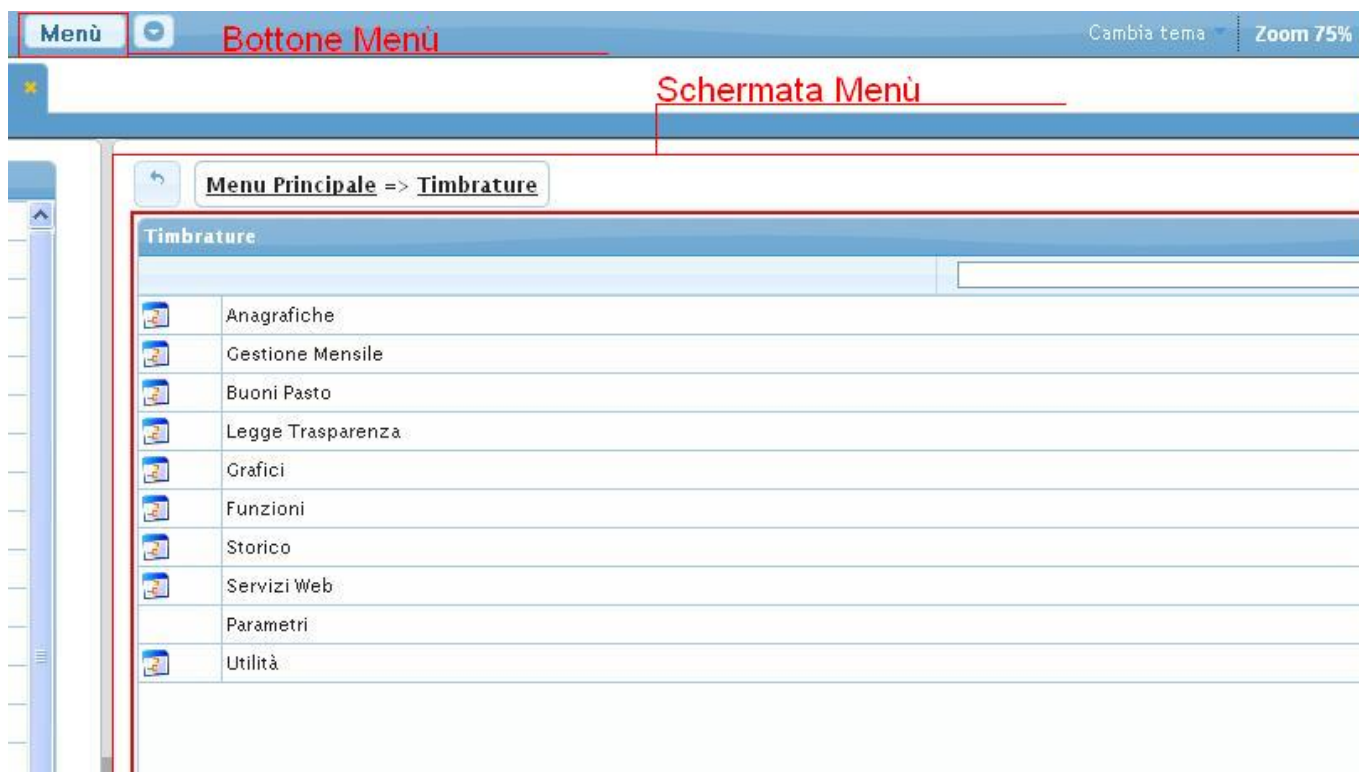 Menù Bottone Menù Cambia tema Zoom 75%
Schermata Menù
Menu Principale => Timbrature
Timbrature
Anagrafiche
Gestione Mensile
Buoni Pasto
Legge Trasparenza
Grafici
Funzioni
Storico
Servizi Web
Parametri
Utilità